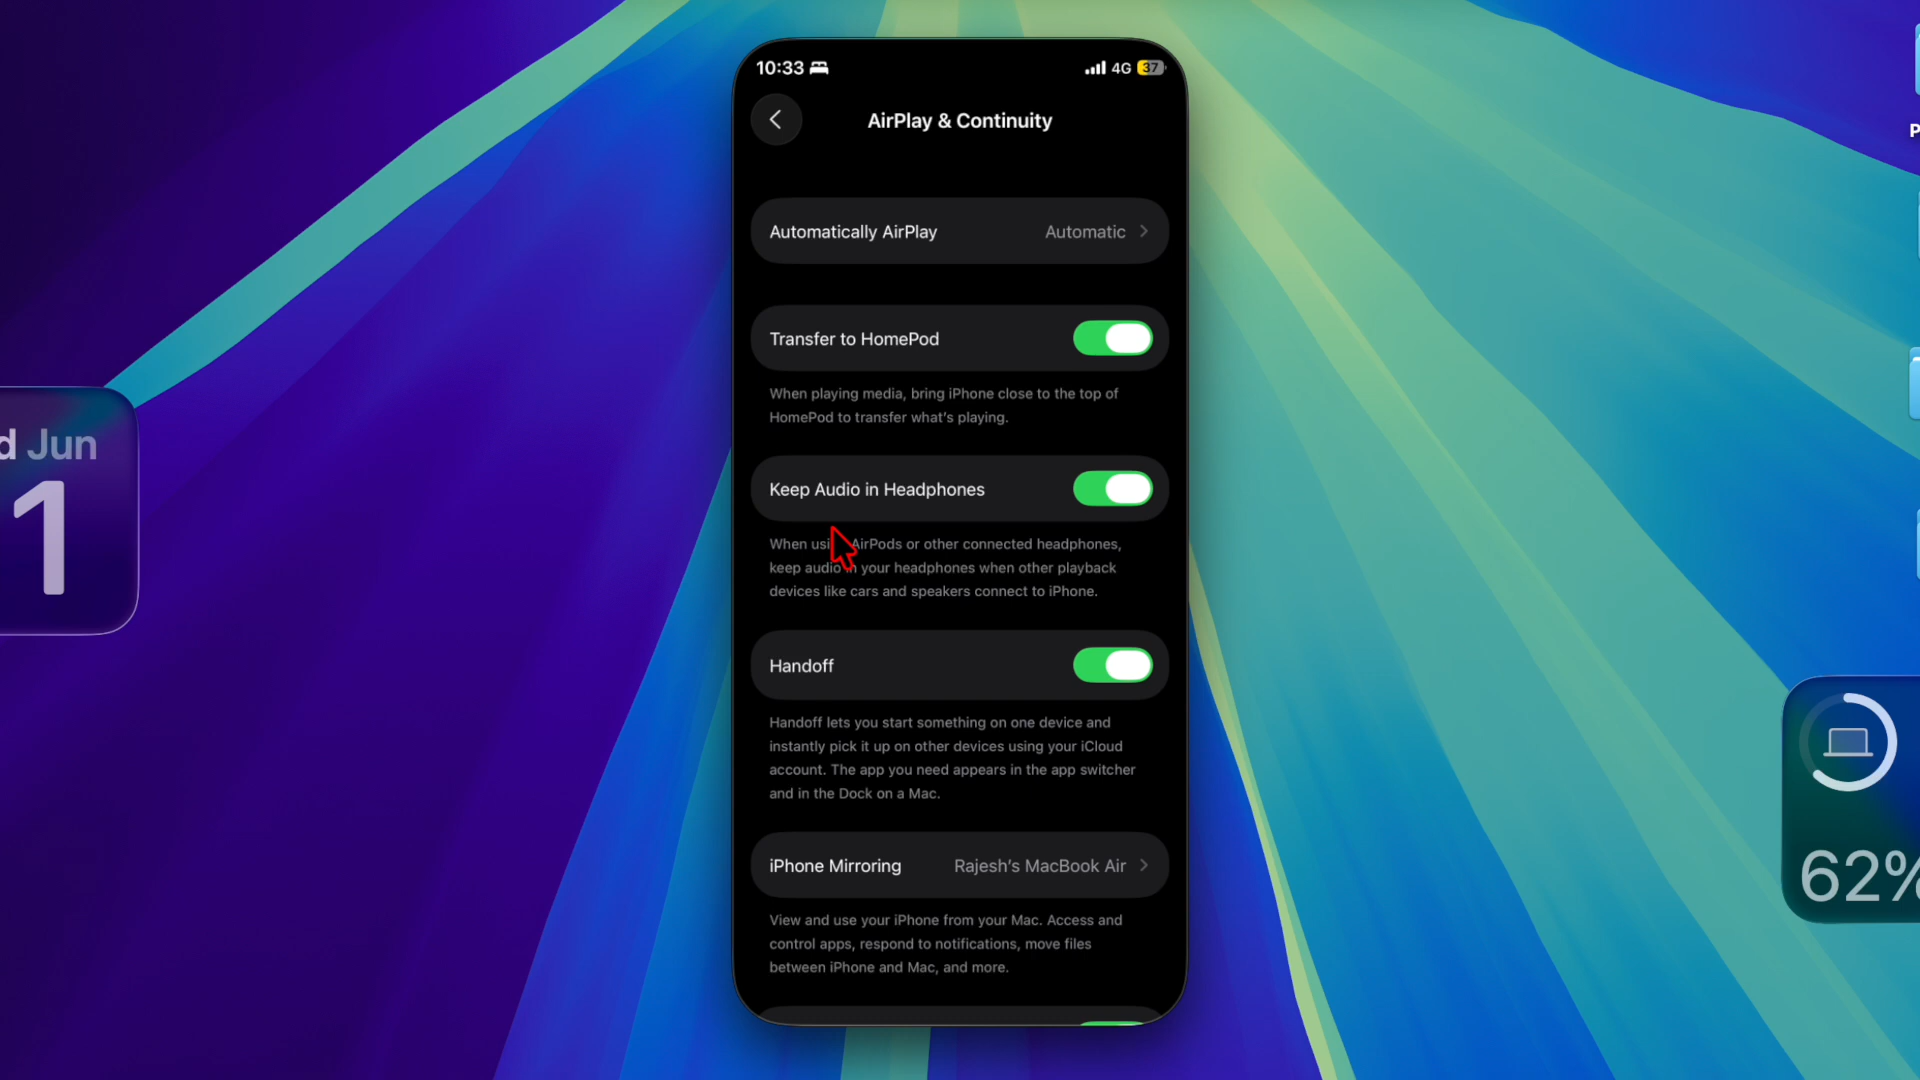 10:33
4G 37
AirPlay & Continuity
Automatically AirPlay Automatic
Transfer to HomePod
When playing media, bring iPhone close to the top of
HomePod to transfer what's playing.
Keep Audio in Headphones
When usi AirPods or other connected headphones,
keep audio in your headphones when other playback
devices like cars and speakers connect to iPhone.
Handoff
Handoff lets you start something on one device and
instantly pick it up on other devices using your iCloud
account. The app you need appears in the app switcher
and in the Dock on a Mac.
iPhone Mirroring Rajesh's MacBook Air
View and use your iPhone from your Mac. Access and
control apps, respond to notifications, move files
between iPhone and Mac, and more.
d Jun
1
62%
P